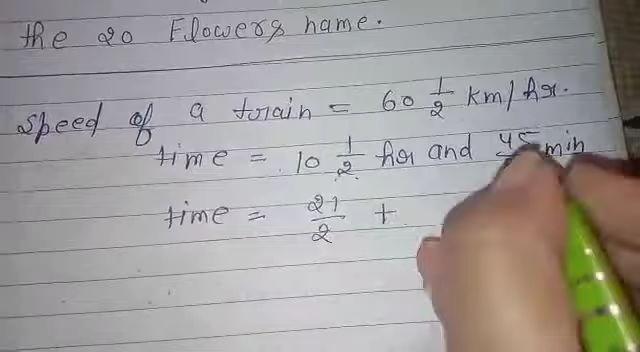 the 20 Flowers name.
Speed of a train = 60 1/2 km/hr.
time = 10 1/2 hr and 45 min
time = 21/2 +